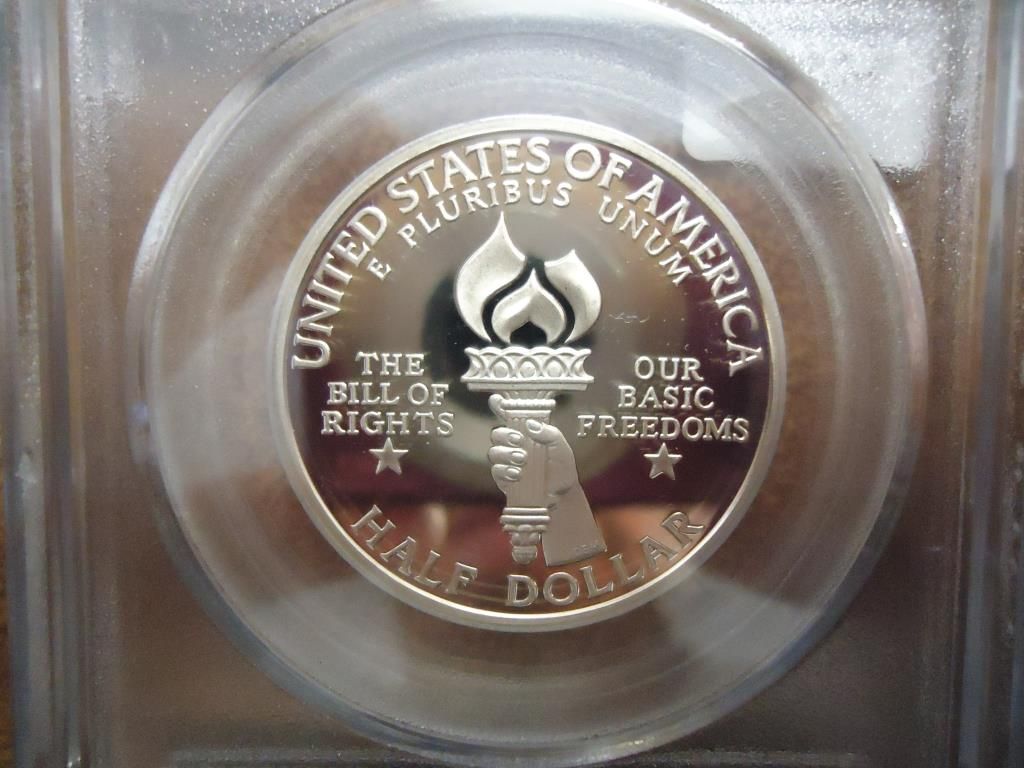 UNITED STATES OF AMERICA
E PLURIBUS UNUM
THE
BILL OF
RIGHTS
OUR
BASIC
FREEDOMS
HALF DOLLAR